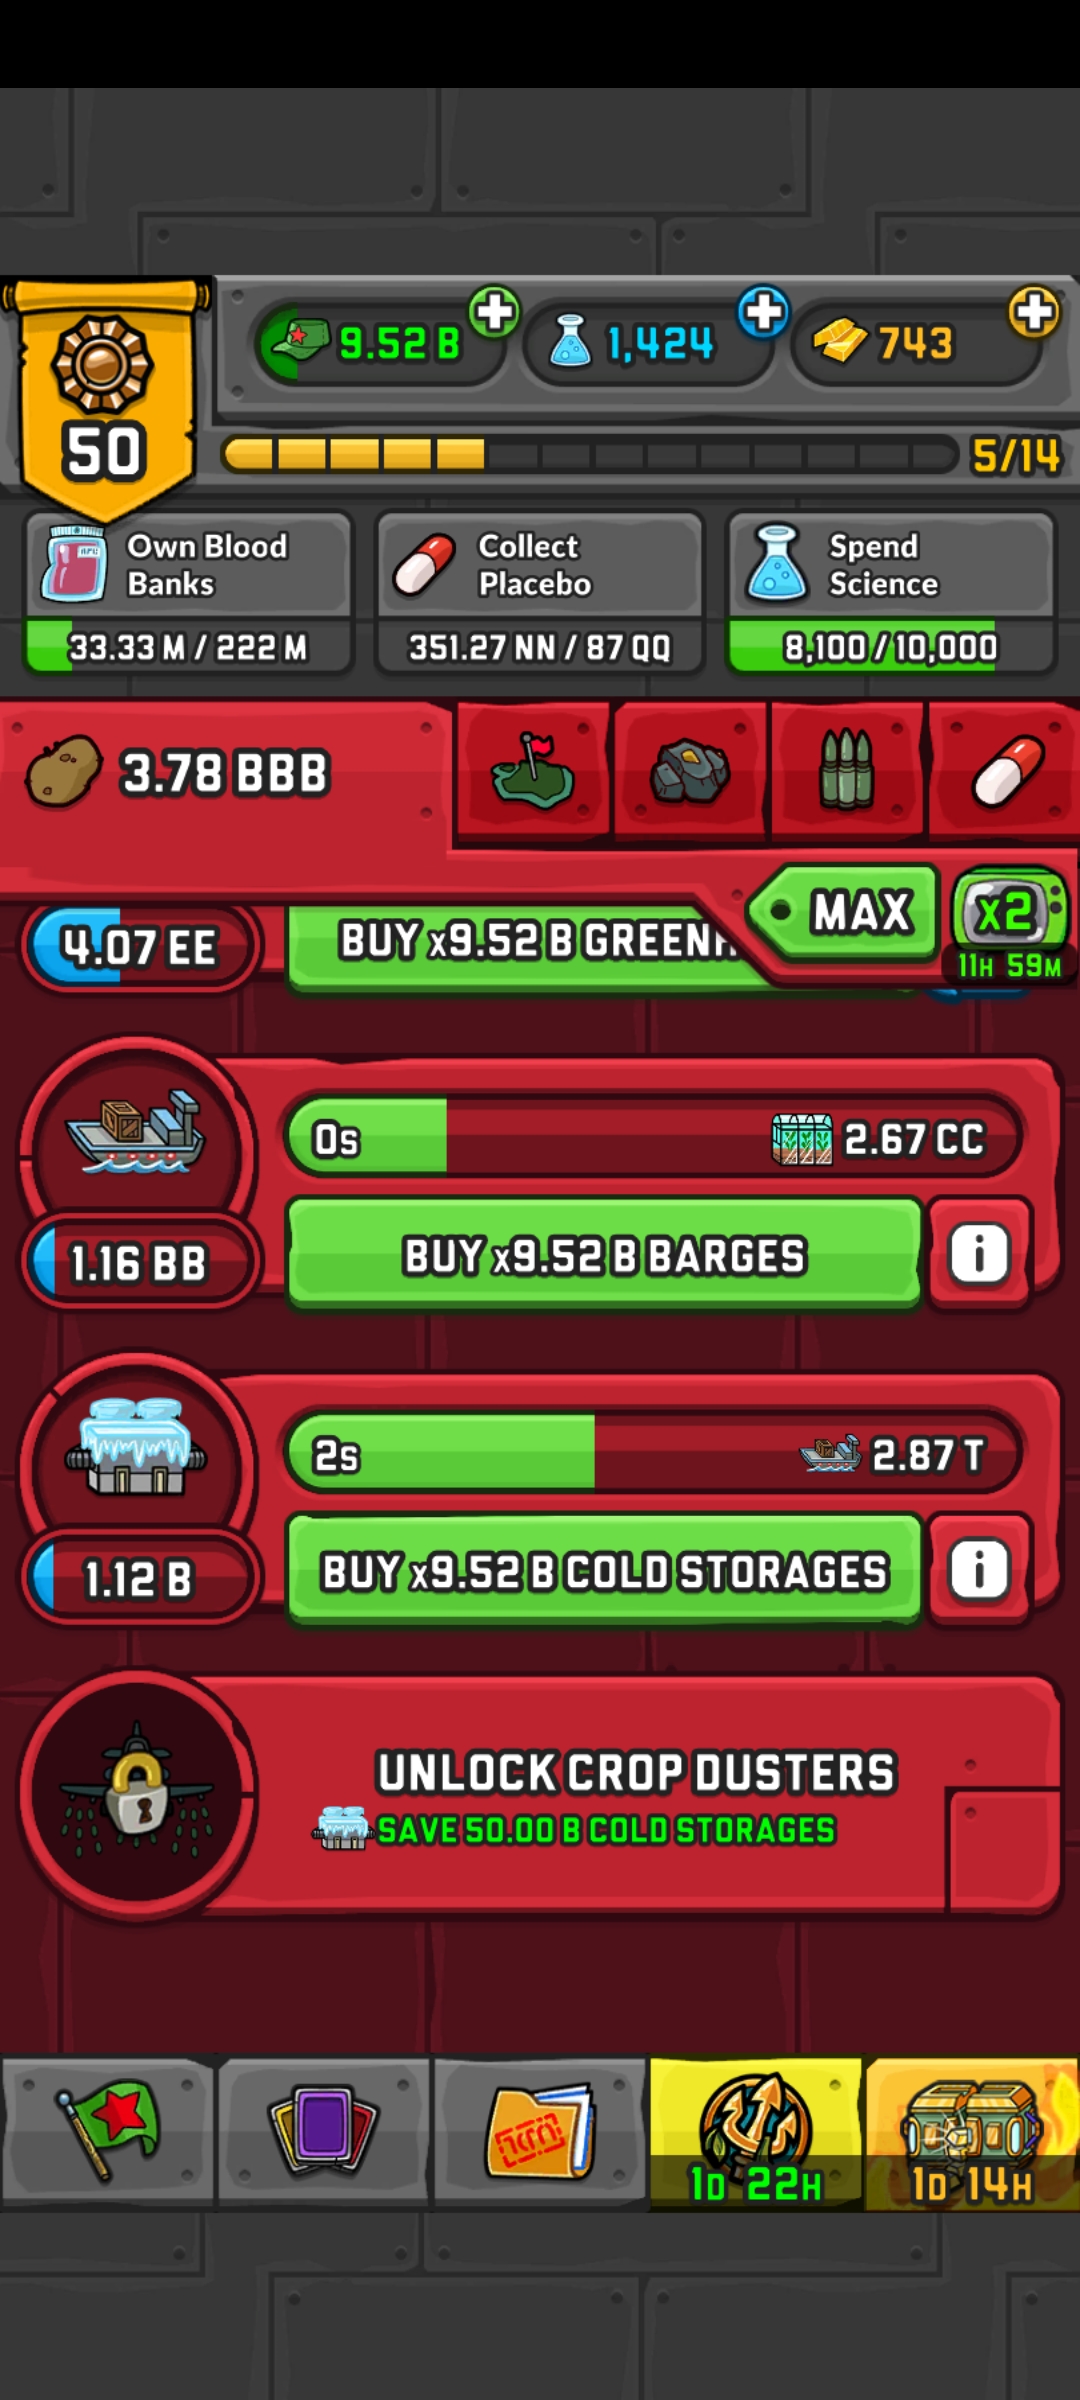 9.52 B
1,424
743
50
5/14
Own Blood
Banks
33.33 M / 222 M
Collect
Placebo
351.27 NN / 87 QQ
Spend
Science
8,100 / 10,000
3.78 BBB
MAX
x2
11H 59M
4.07 EE
BUY x9.52 B
0s
2.67 CC
1.16 BB
BUY x9.52 B BARGES
i
2s
2.87 T
1.12 B
BUY x9.52 B COLD STORAGES
i
UNLOCK CROP DUSTERS
SAVE 50.00 B COLD STORAGES
1D 22H
1D 14H